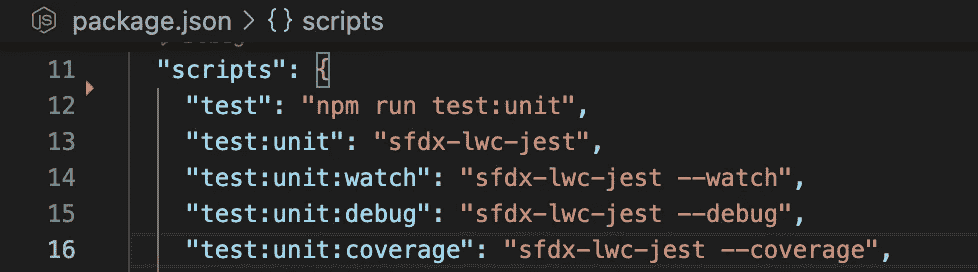 package.json > {} scripts
11 "scripts": {
12 "test": "npm run test:unit",
13 "test:unit": "sfdx-lwc-jest",
14 "test:unit:watch": "sfdx-lwc-jest --watch",
15 "test:unit:debug": "sfdx-lwc-jest --debug",
16 "test:unit:coverage": "sfdx-lwc-jest --coverage",